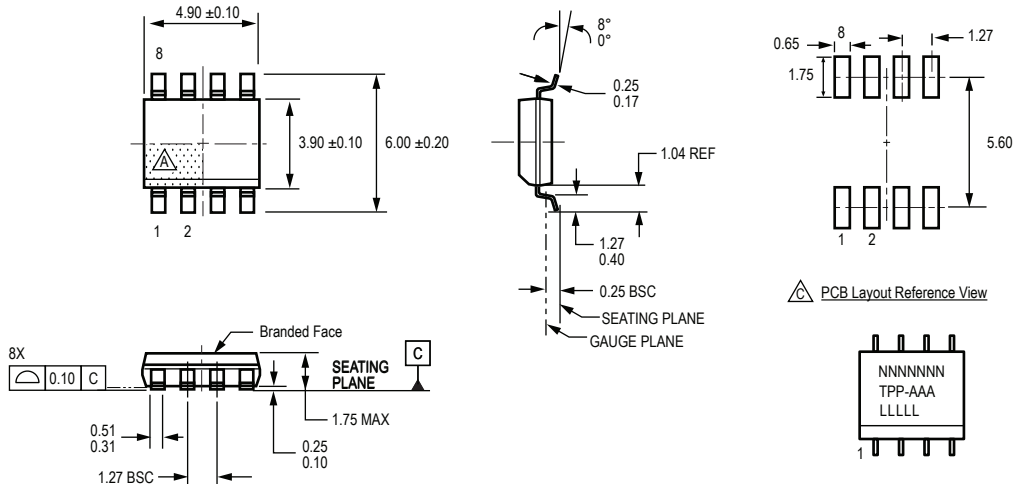 4.90 ±0.10
8
3.90 ±0.10
6.00 ±0.20
A
1 2
8°
0°
0.25
0.17
1.04 REF
1.27
0.40
0.25 BSC
SEATING PLANE
GAUGE PLANE
0.65
8
1.27
1.75
5.60
1 2
C PCB Layout Reference View
Branded Face
8X
0.10 C
SEATING
PLANE
C
1.75 MAX
0.51
0.31
0.25
0.10
1.27 BSC
NNNNNNN
TPP-AAA
LLLLL
1